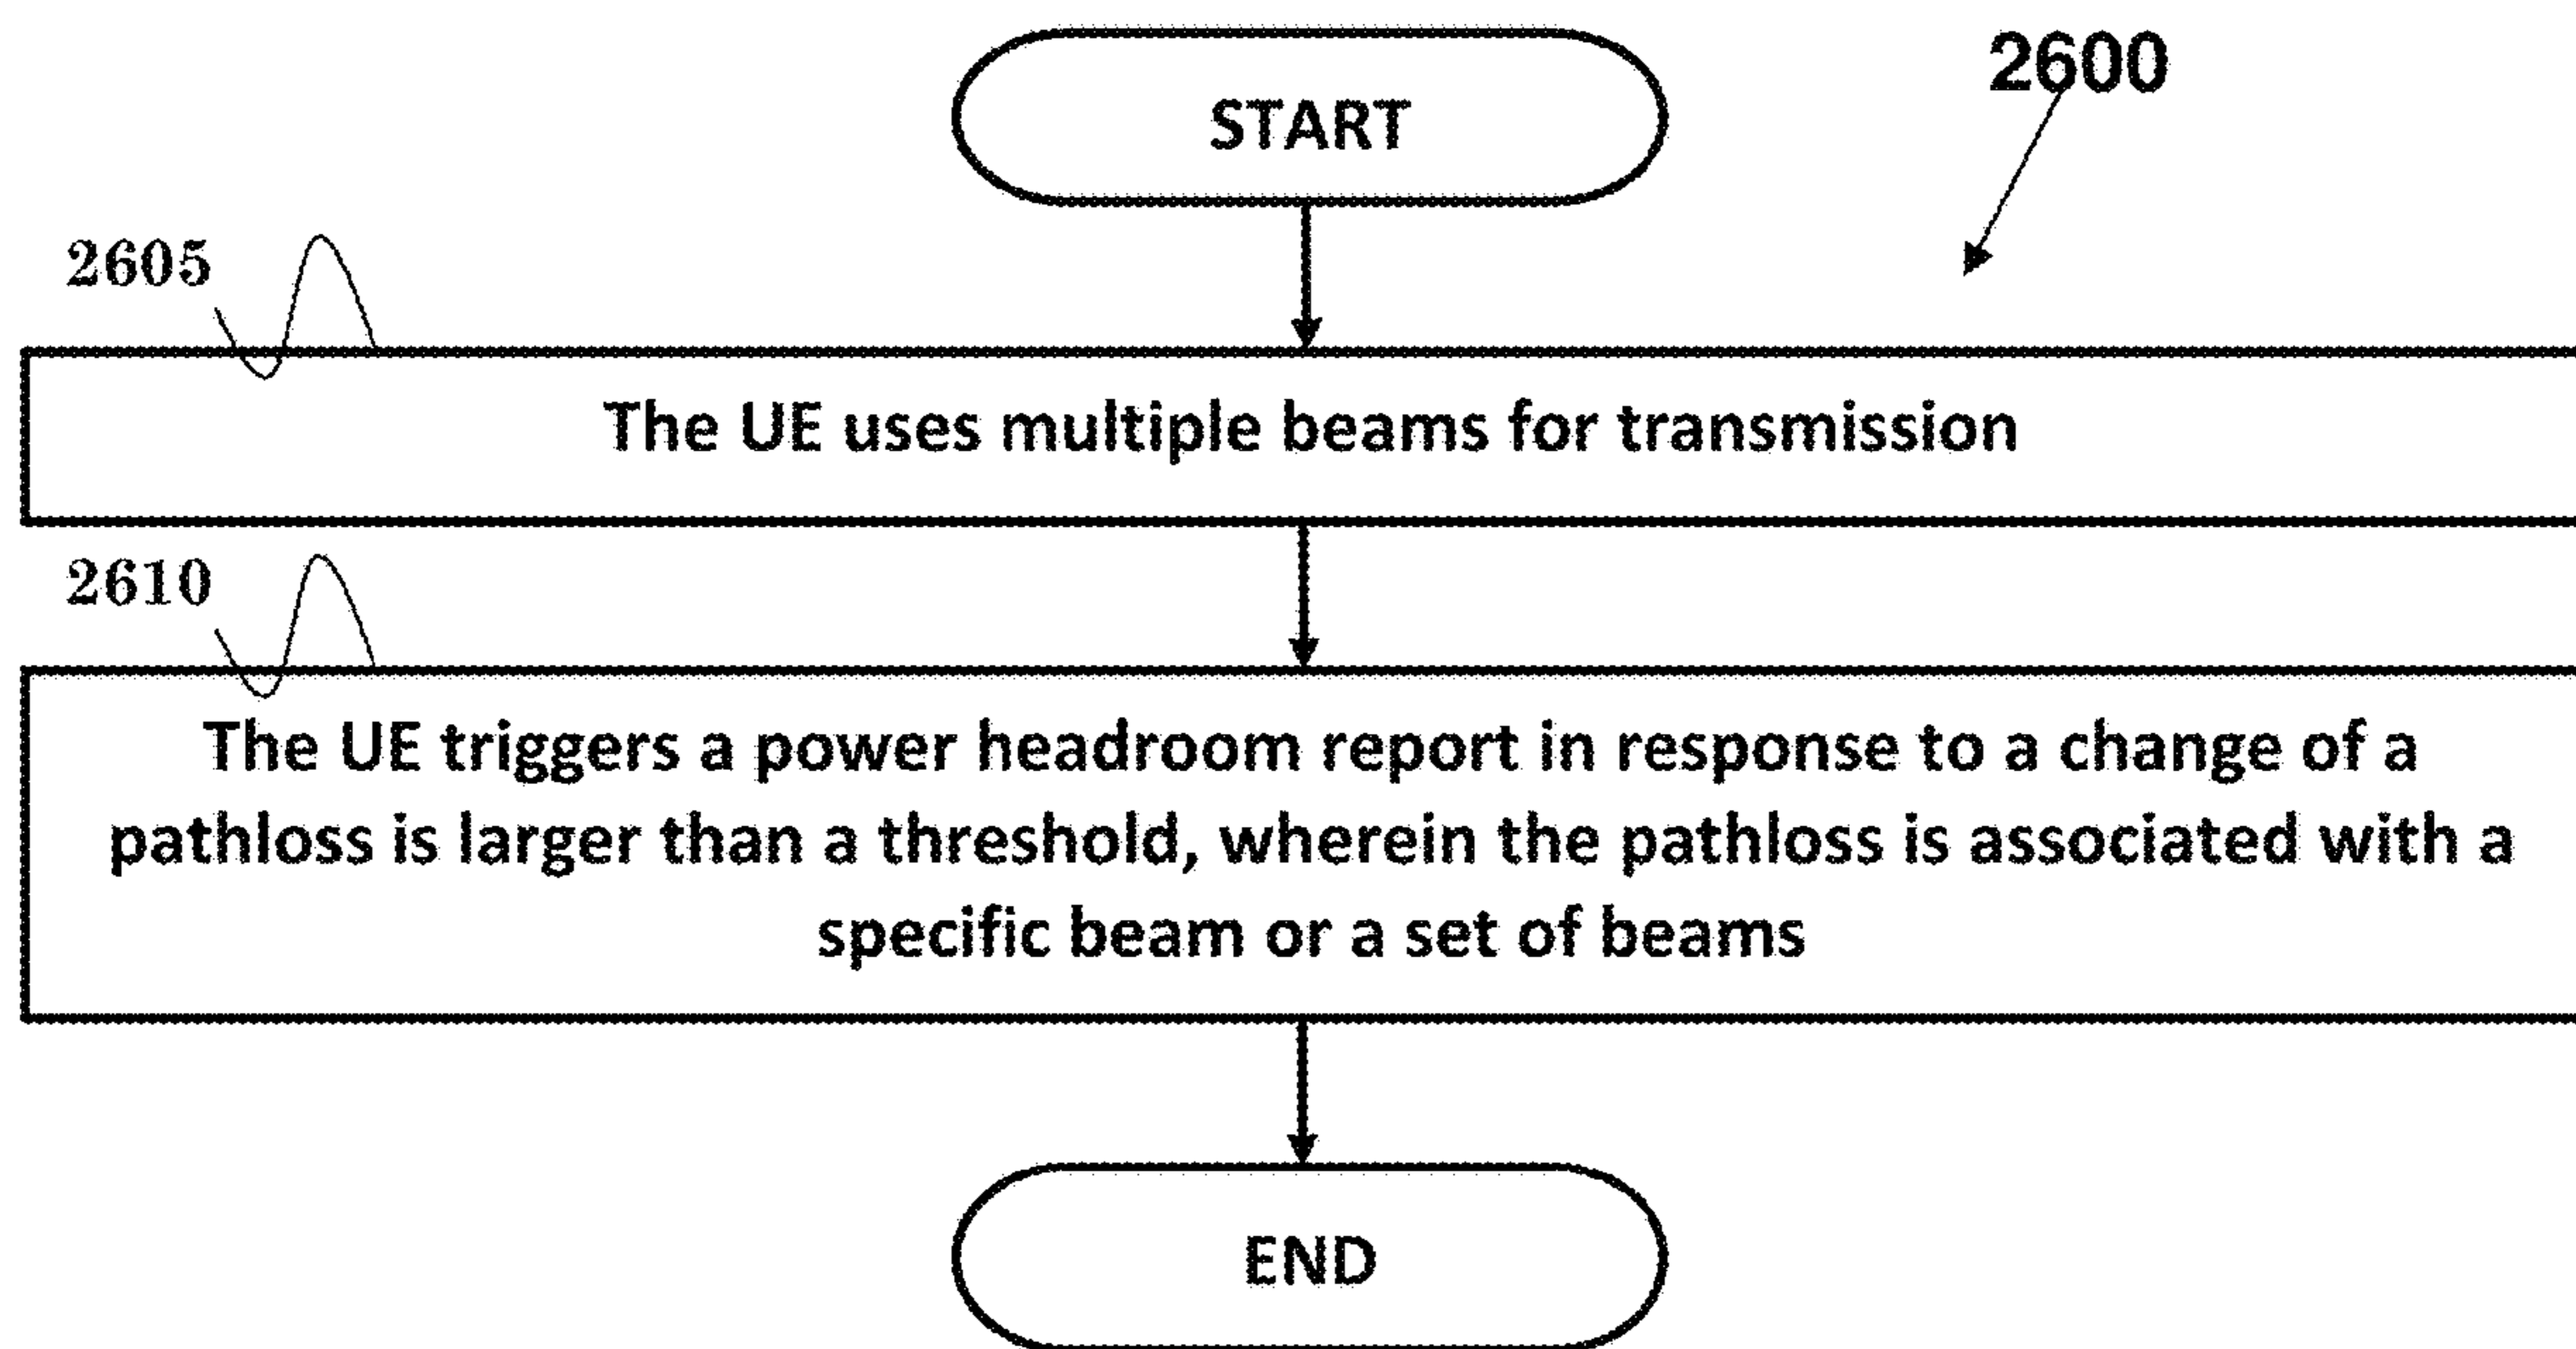 START
2600
2605
The UE uses multiple beams for transmission
2610
The UE triggers a power headroom report in response to a change of a
pathloss is larger than a threshold, wherein the pathloss is associated with a
specific beam or a set of beams
END